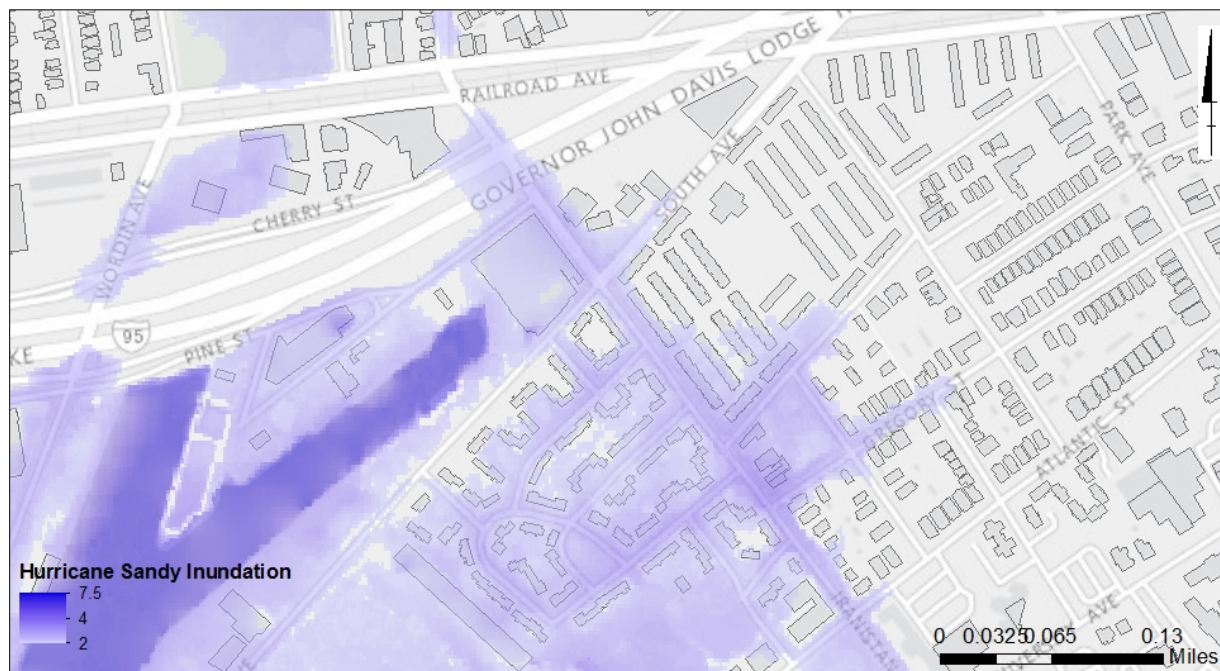 GOVERNOR JOHN DAVIS LODGE
RAILROAD AVE
PARK AVE
SOUTH AVE
WORDIN AVE
CHERRY ST
95
PINE ST
KE
GREGORY ST
ATLANTIC ST
Hurricane Sandy Inundation
7.5
4
2
IRANISTAN
VERSITY AVE
0 0.0325 0.065 0.13
Miles